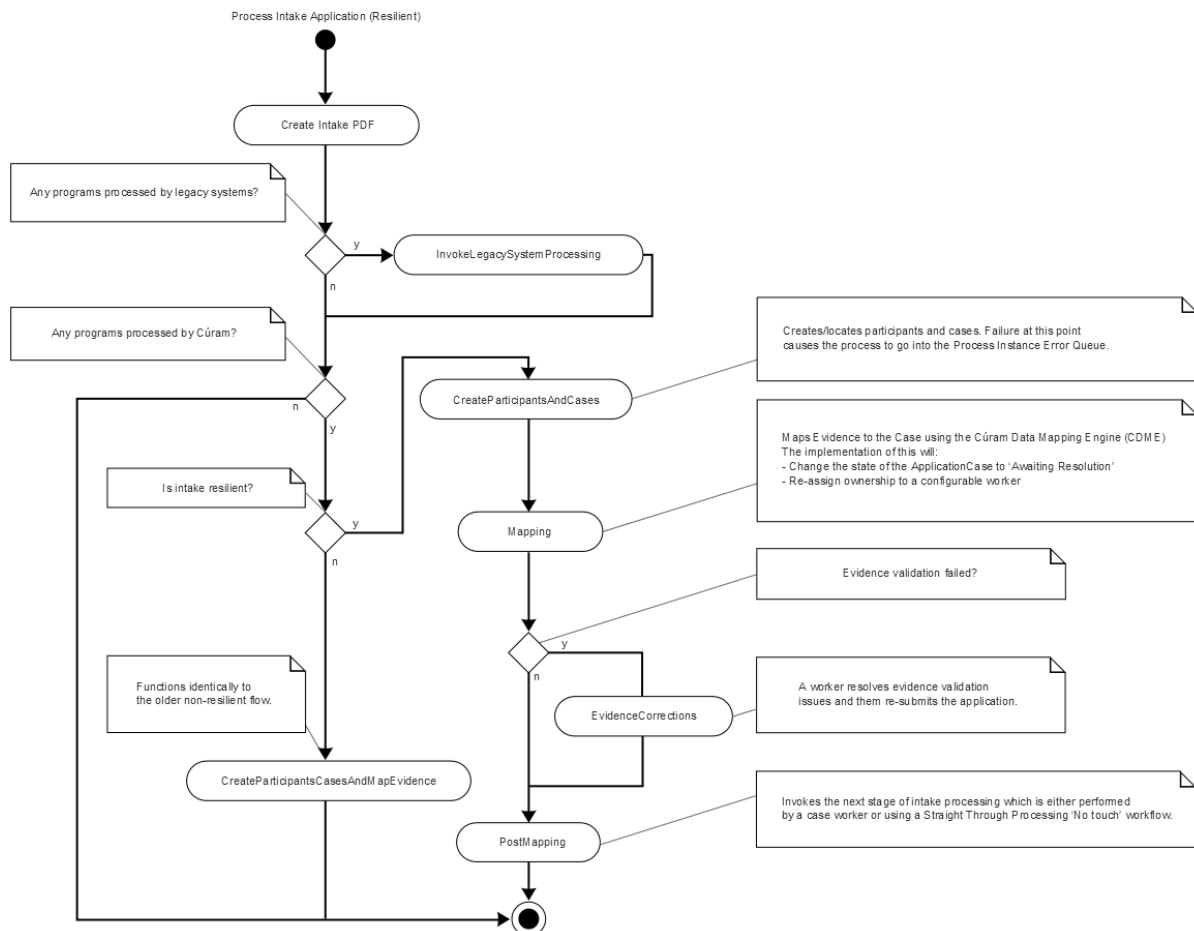 Process Intake Application (Resilient)
Create Intake PDF
Any programs processed by legacy systems?
y
InvokeLegacySystemProcessing
n
Any programs processed by Cúram?
Creates/locates participants and cases. Failure at this point
causes the process to go into the Process Instance Error Queue.
CreateParticipantsAndCases
n
y
Maps Evidence to the Case using the Cúram Data Mapping Engine (CDME)
The implementation of this will:
- Change the state of the ApplicationCase to ‘Awaiting Resolution’
- Re-assign ownership to a configurable worker
Is intake resilient?
y
Mapping
n
Evidence validation failed?
y
n
Functions identically to
the older non-resilient flow.
A worker resolves evidence validation
issues and them re-submits the application.
EvidenceCorrections
CreateParticipantsCasesAndMapEvidence
Invokes the next stage of intake processing which is either performed
by a case worker or using a Straight Through Processing ‘No touch’ workflow.
PostMapping